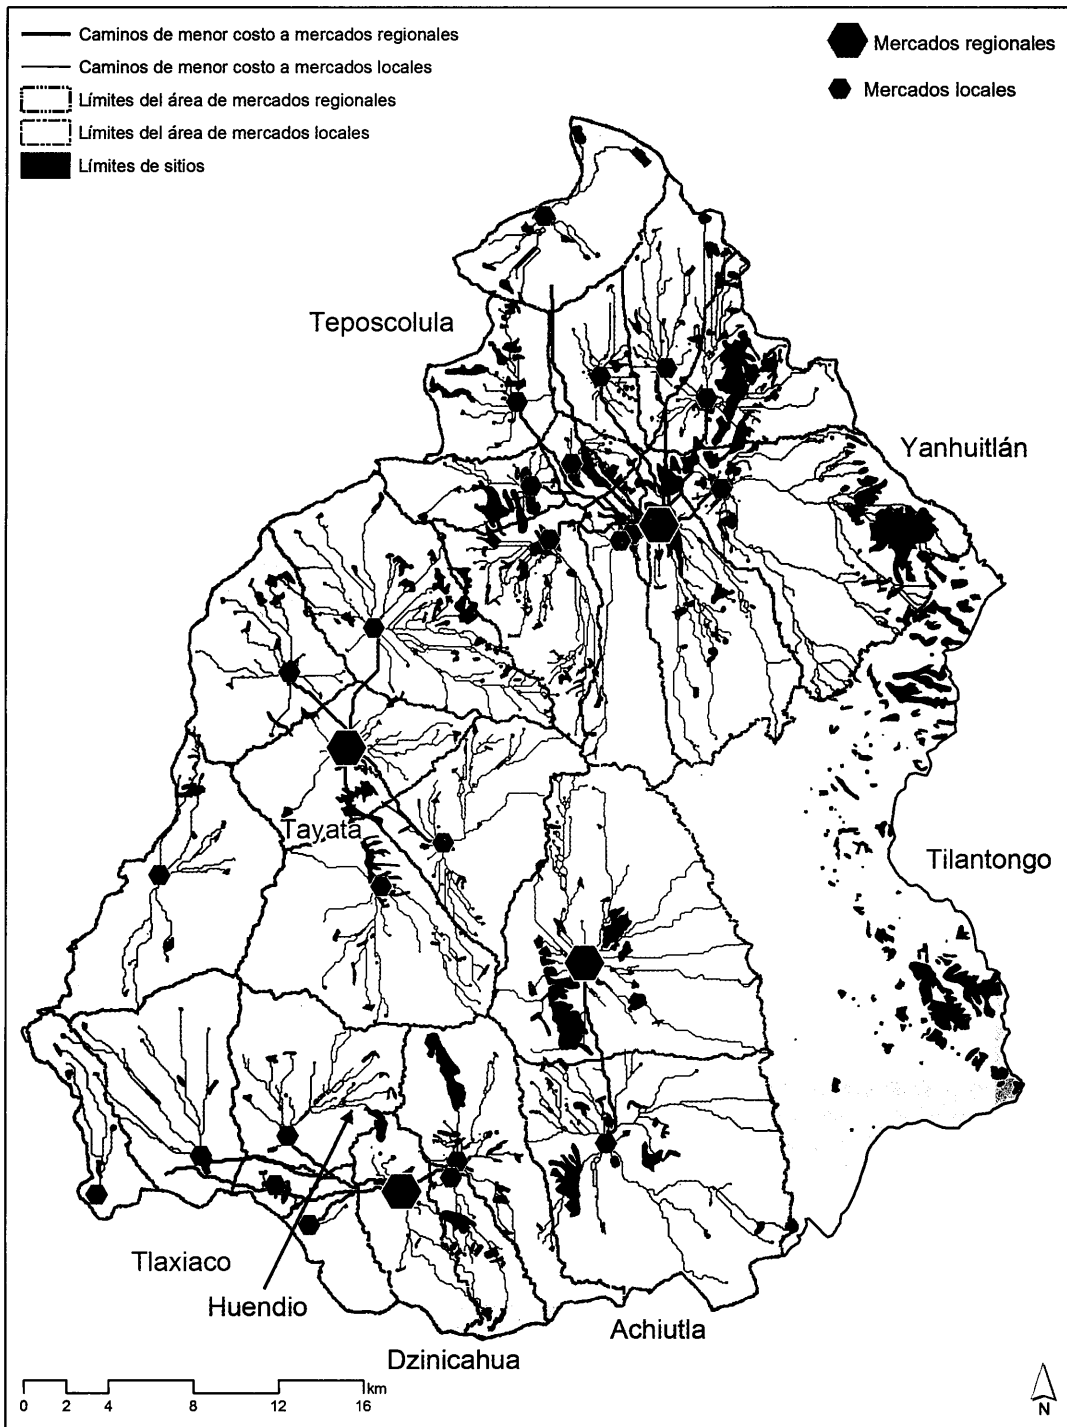 Caminos de menor costo a mercados regionales
Caminos de menor costo a mercados locales
Límites del área de mercados regionales
Límites del área de mercados locales
Límites de sitios
Mercados regionales
Mercados locales
Teposcolula
Yanhuitlán
Tayata
Tilantongo
Tlaxiaco
Huendio
Achiutla
Dzinicahua
km
0 2 4 8 12 16
N